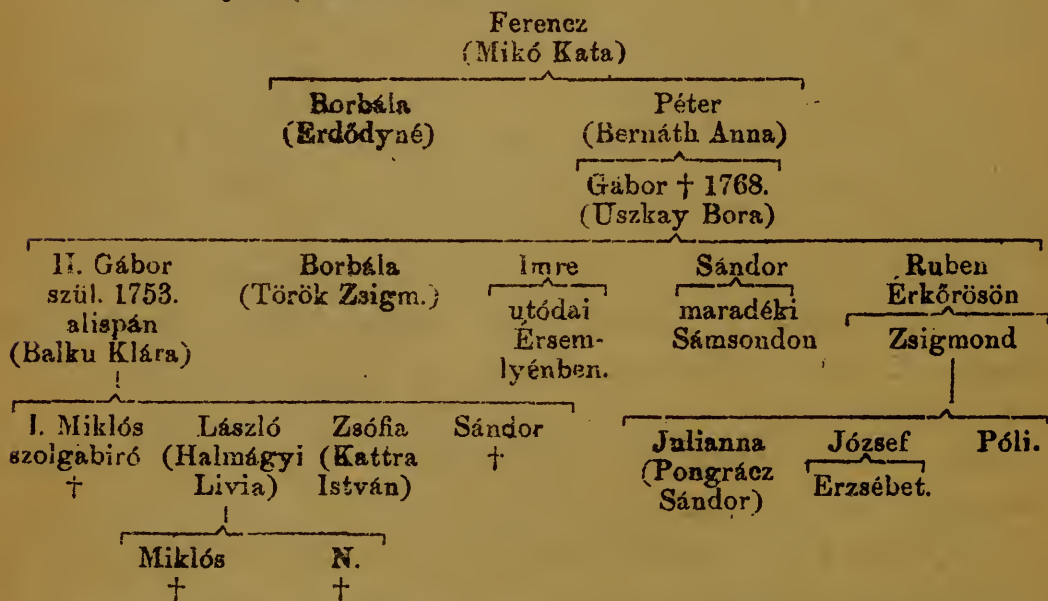 Ferencz
(Mikó Kata)
Borbála Péter
(Erdődyné) (Bernáth Anna)
Gábor † 1768.
(Uszkay Bora)
II. Gábor Borbála Imre Sándor Ruben
szül. 1753. (Török Zsigm.) utódai maradéki Érkőrösön
alispán Érsem- Sámsondon Zsigmond
(Balku Klára) lyénben.
I. Miklós László Zsófia Sándor Julianna József Póli.
szolgabiró (Halmágyi (Kattra † (Pongrácz Erzsébet.
† Livia) István) Sándor)
Miklós N.
† †